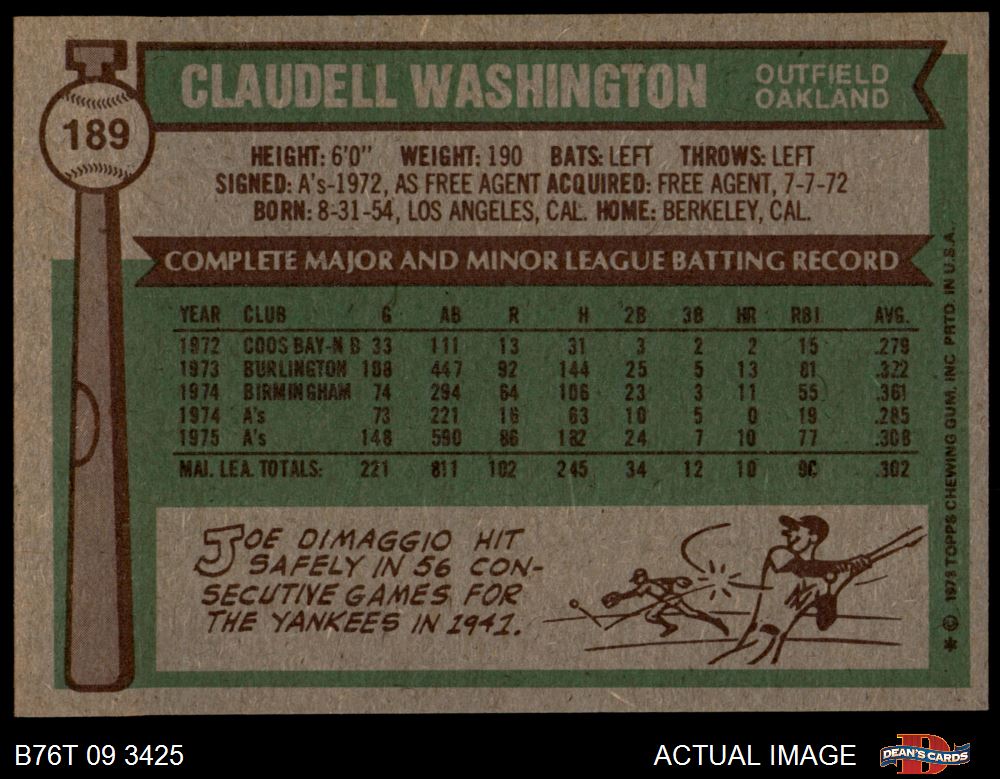 189
CLAUDELL WASHINGTON
OUTFIELD
OAKLAND
HEIGHT: 6'0" WEIGHT: 190 BATS: LEFT THROWS: LEFT
SIGNED: A's-1972, AS FREE AGENT ACQUIRED: FREE AGENT, 7-7-72
BORN: 8-31-54, LOS ANGELES, CAL. HOME: BERKELEY, CAL.
COMPLETE MAJOR AND MINOR LEAGUE BATTING RECORD
YEAR CLUB G AB R H 2B 3B HR RBI AVG.
1972 COOS BAY-N B 33 111 13 31 3 2 2 15 .279
1973 BURLINGTON 108 447 92 144 25 5 13 81 .322
1974 BIRMINGHAM 74 294 64 106 23 3 11 55 .361
1974 A's 73 221 16 63 10 5 0 19 .285
1975 A's 148 590 86 182 24 7 10 77 .308
MAJ. LEA. TOTALS: 221 811 102 245 34 12 10 96 .302
JOE DIMAGGIO HIT
SAFELY IN 56 CON-
SECUTIVE GAMES FOR
THE YANKEES IN 1941.
* © 1976 TOPPS CHEWING GUM, INC. PRTD. IN U.S.A.
B76T 09 3425
ACTUAL IMAGE
DEAN'S CARDS